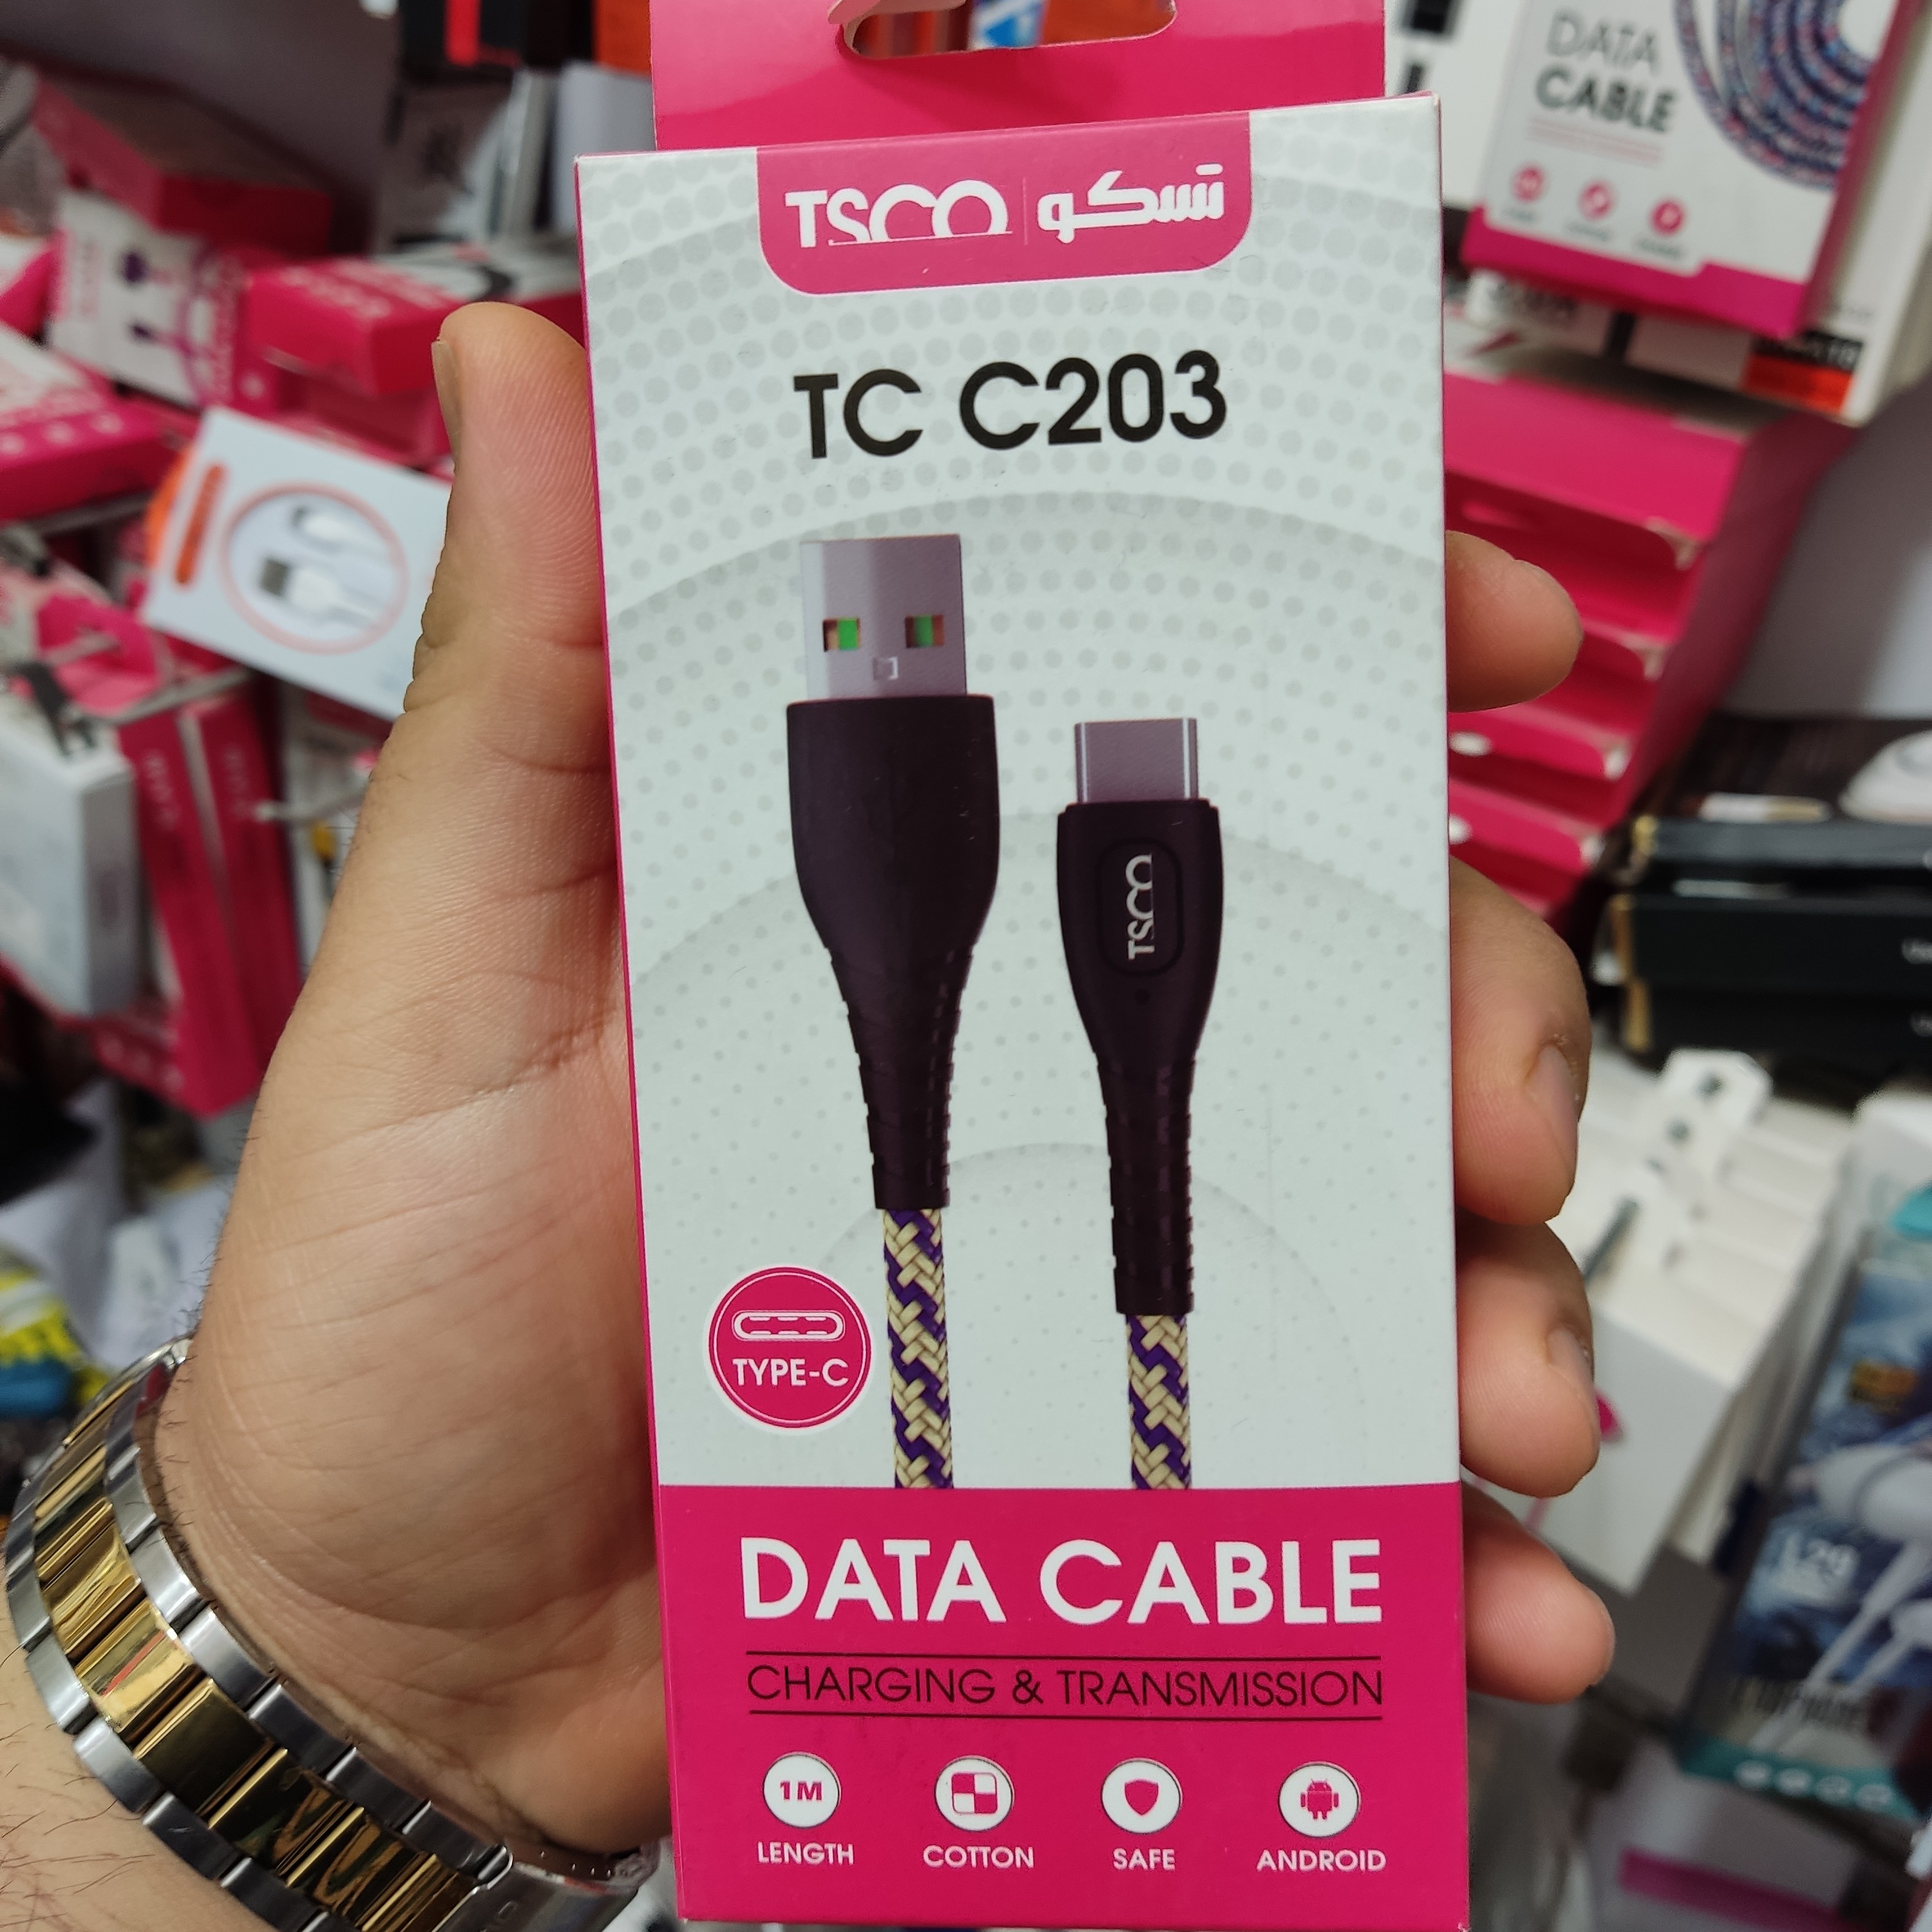 DATA
CABLE
TSCO | تسکو
TC C203
TSCO
TYPE-C
DATA CABLE
CHARGING & TRANSMISSION
1M
LENGTH
COTTON
SAFE
ANDROID